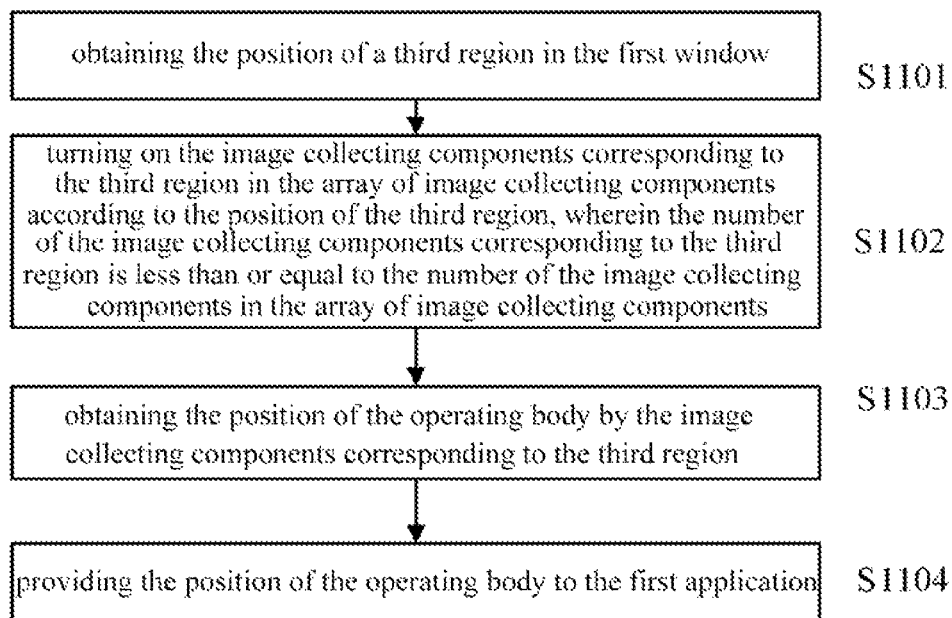 obtaining the position of a third region in the first window
S1101
turning on the image collecting components corresponding to
the third region in the array of image collecting components
according to the position of the third region, wherein the number
of the image collecting components corresponding to the third
region is less than or equal to the number of the image collecting
components in the array of image collecting components
S1102
obtaining the position of the operating body by the image
collecting components corresponding to the third region
S1103
providing the position of the operating body to the first application
S1104